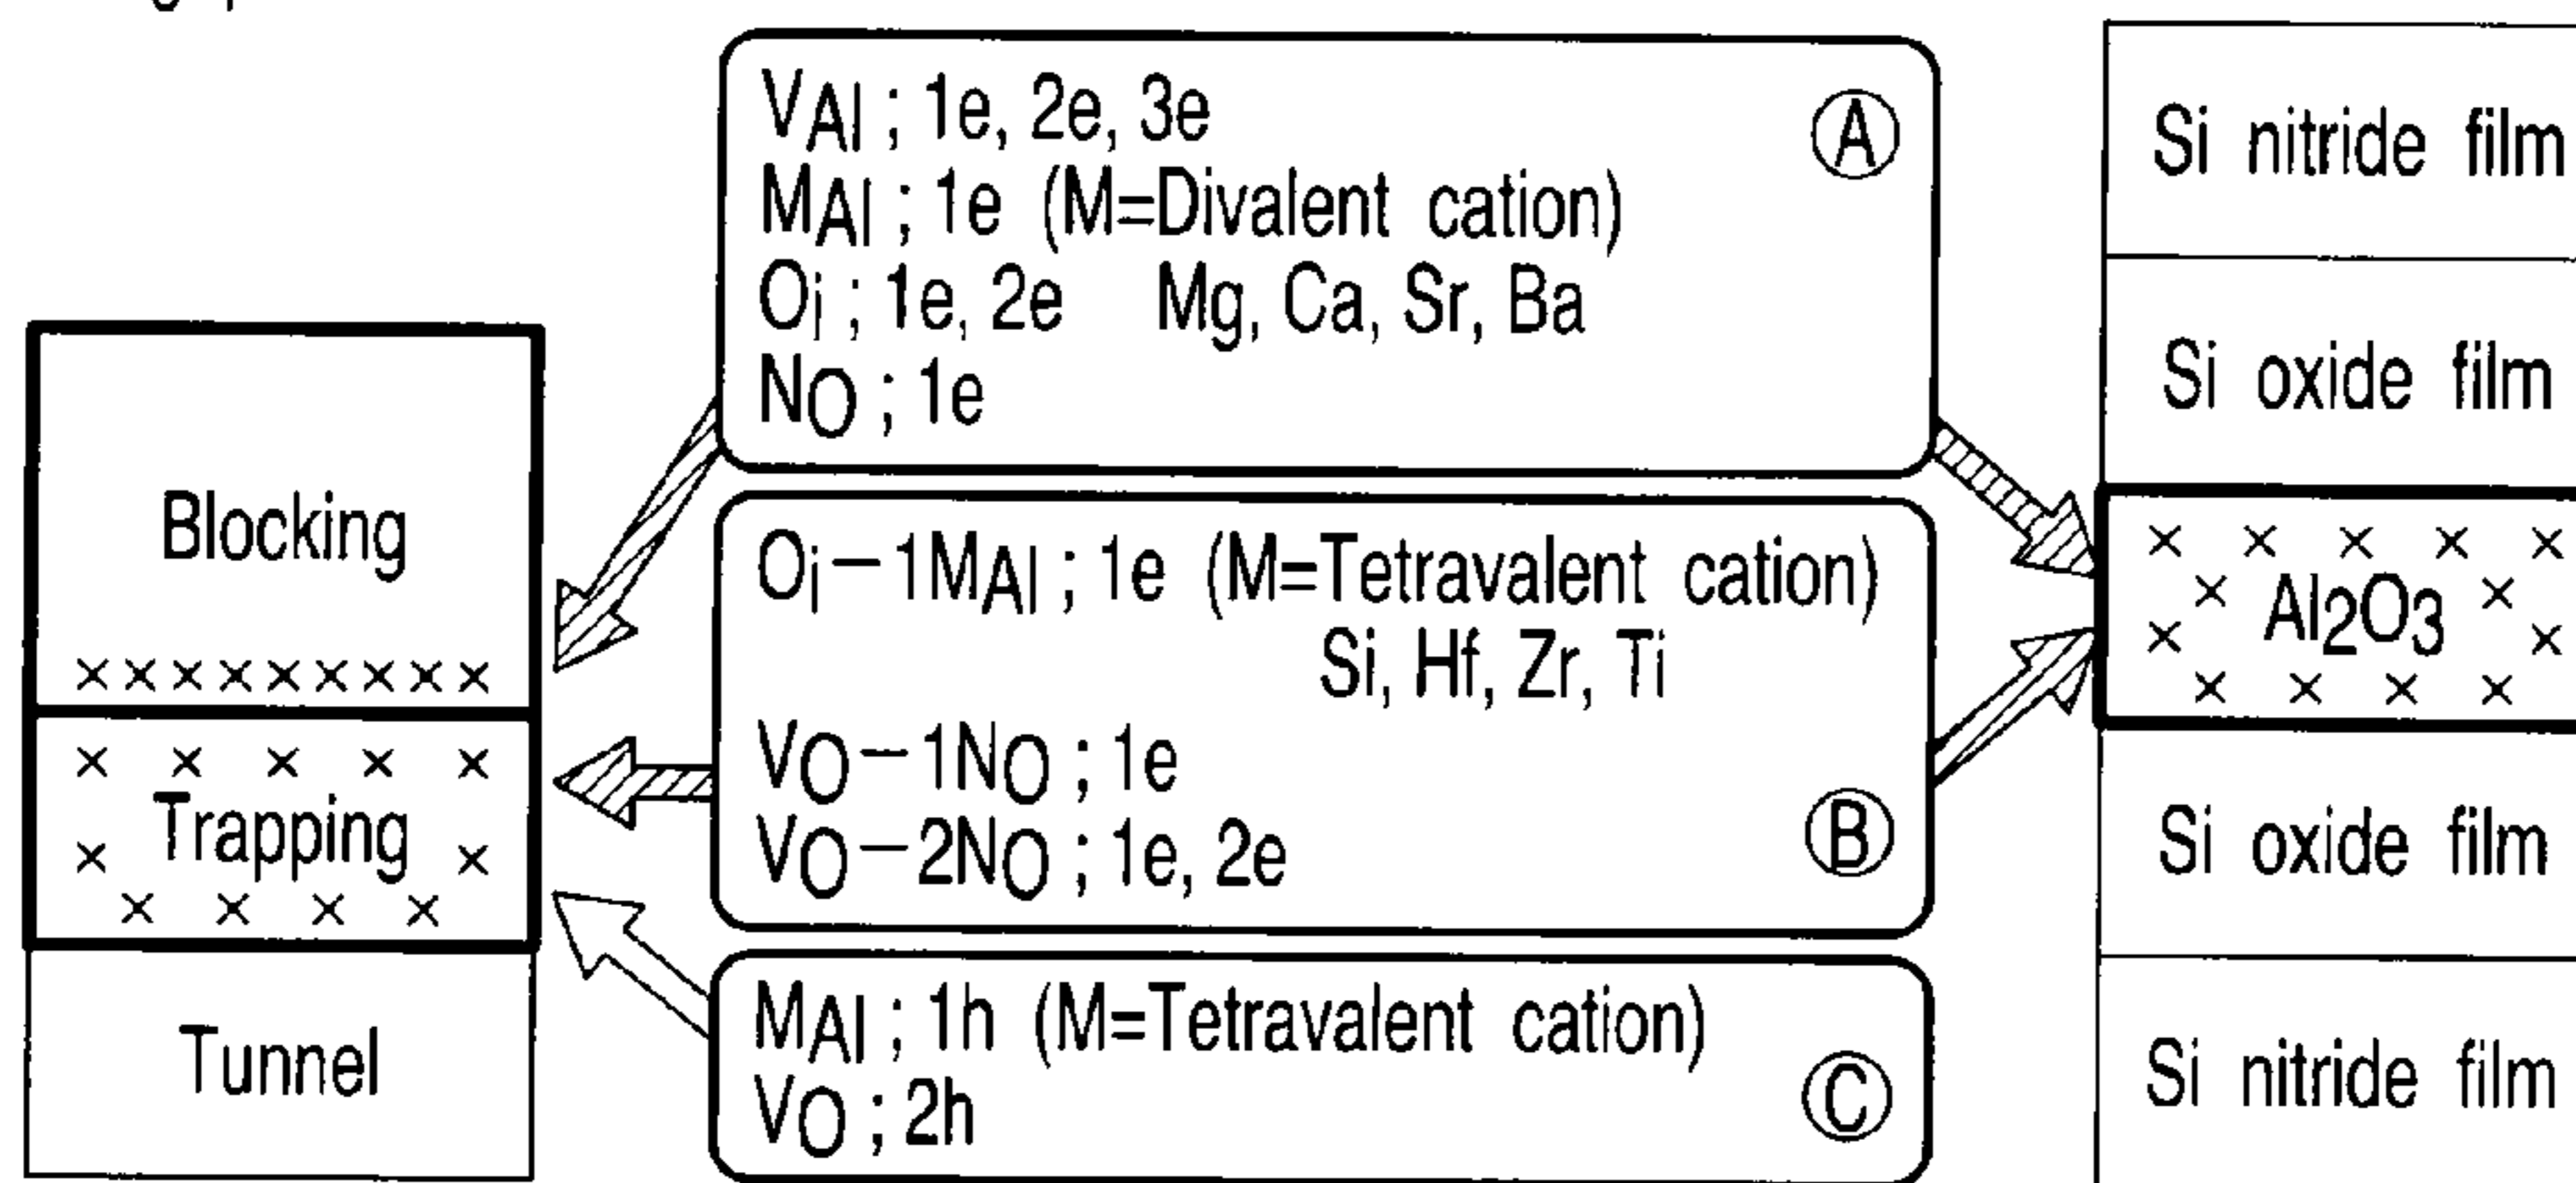 Blocking
×××××××××
× × × × ×
Trapping
× ×
× × × ×
Tunnel
VAl ; 1e, 2e, 3e
Ⓐ
MAl ; 1e (M=Divalent cation)
Oi ; 1e, 2e Mg, Ca, Sr, Ba
NO ; 1e
Oi−1MAl ; 1e (M=Tetravalent cation)
Si, Hf, Zr, Ti
VO−1NO ; 1e
VO−2NO ; 1e, 2e
Ⓑ
MAl ; 1h (M=Tetravalent cation)
VO ; 2h
Ⓒ
Si nitride film
Si oxide film
× × × × ×
× Al2O3 ×
× ×
× × × ×
Si oxide film
Si nitride film